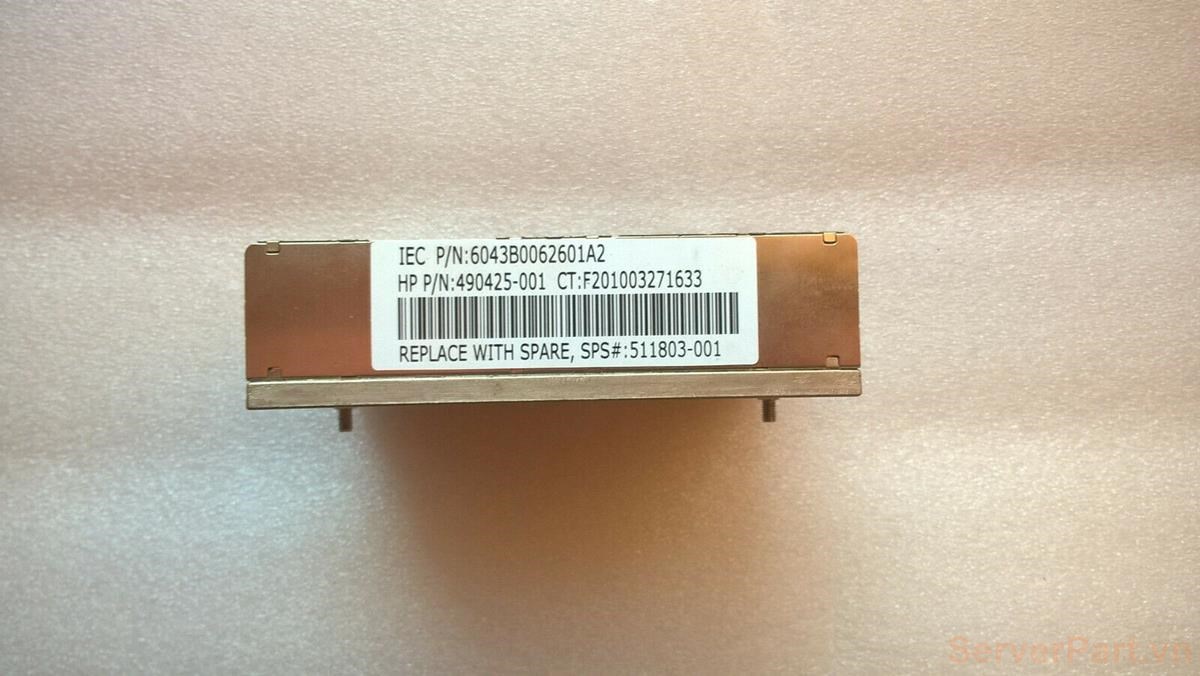 IEC P/N:6043B0062601A2
HP P/N:490425-001 CT:F201003271633
REPLACE WITH SPARE, SPS#:511803-001
ServerPart.vn